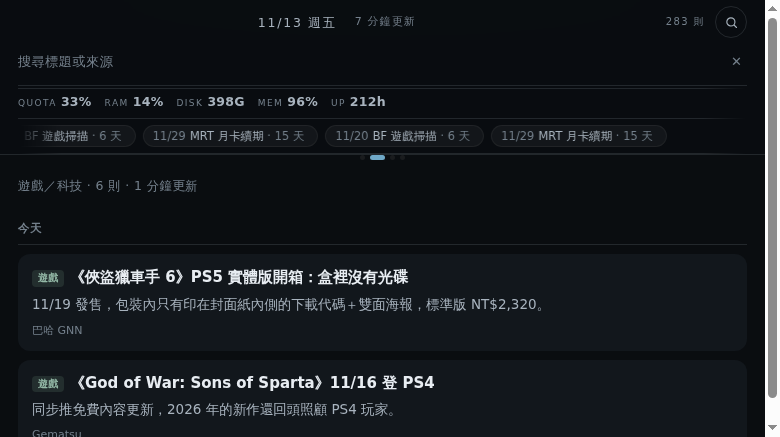 11/13 週五 7 分鐘更新 283 則
搜尋標題或來源 ✕
QUOTA 33% RAM 14% DISK 398G MEM 96% UP 212h
BF 遊戲掃描 · 6 天 11/29 MRT 月卡續期 · 15 天 11/20 BF 遊戲掃描 · 6 天 11/29 MRT 月卡續期 · 15 天
遊戲／科技 · 6 則 · 1 分鐘更新
今天
遊戲 《俠盜獵車手 6》PS5 實體版開箱：盒裡沒有光碟
11/19 發售，包裝內只有印在封面紙內側的下載代碼＋雙面海報，標準版 NT$2,320。
巴哈 GNN
遊戲 《God of War: Sons of Sparta》11/16 登 PS4
同步推免費內容更新，2026 年的新作還回頭照顧 PS4 玩家。
Gematsu